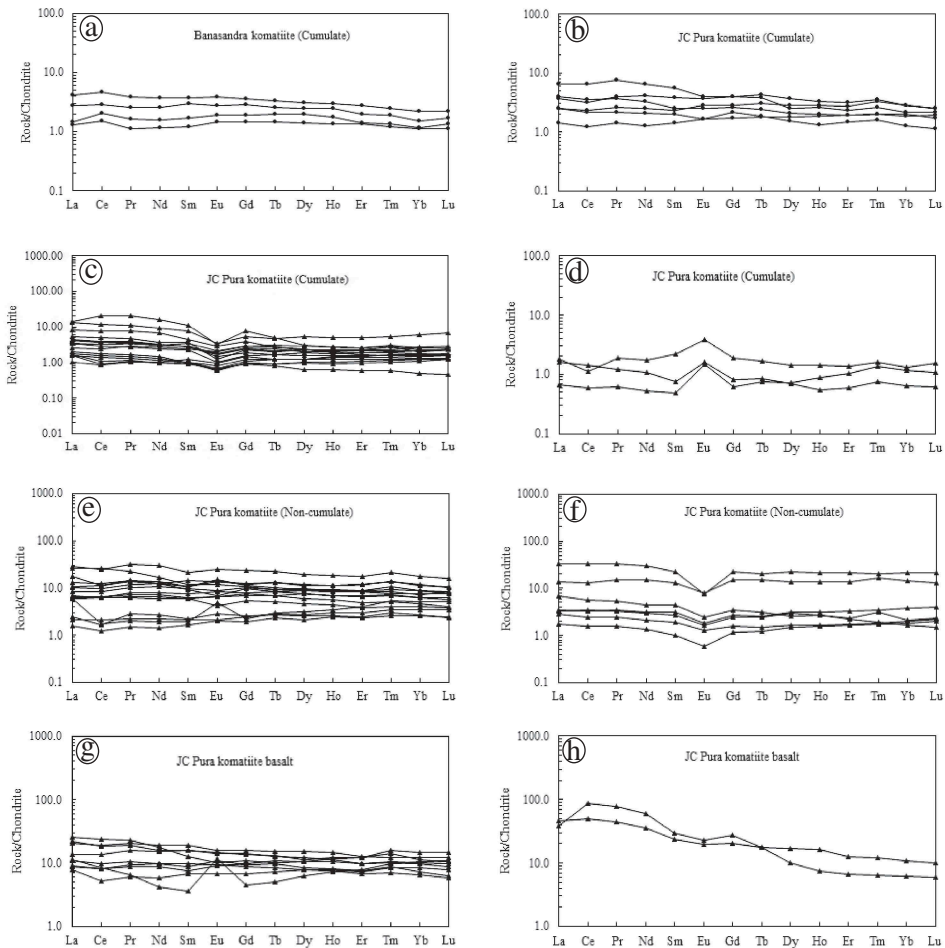 a
Banasandra komatiite (Cumulate)
Rock/Chondrite
100.0
10.0
1.0
0.1
La Ce Pr Nd Sm Eu Gd Tb Dy Ho Er Tm Yb Lu
b
JC Pura komatiite (Cumulate)
Rock/Chondrite
100.0
10.0
1.0
0.1
La Ce Pr Nd Sm Eu Gd Tb Dy Ho Er Tm Yb Lu
c
JC Pura komatiite (Cumulate)
Rock/Chondrite
1000.00
100.00
10.00
1.00
0.10
0.01
La Ce Pr Nd Sm Eu Gd Tb Dy Ho Er Tm Yb Lu
d
JC Pura komatiite (Cumulate)
Rock/Chondrite
100.0
10.0
1.0
0.1
La Ce Pr Nd Sm Eu Gd Tb Dy Ho Er Tm Yb Lu
e
JC Pura komatiite (Non-cumulate)
Rock/Chondrite
1000.0
100.0
10.0
1.0
0.1
La Ce Pr Nd Sm Eu Gd Tb Dy Ho Er Tm Yb Lu
f
JC Pura komatiite (Non-cumulate)
Rock/Chondrite
1000.0
100.0
10.0
1.0
0.1
La Ce Pr Nd Sm Eu Gd Tb Dy Ho Er Tm Yb Lu
g
JC Pura komatiite basalt
Rock/Chondrite
1000.0
100.0
10.0
1.0
La Ce Pr Nd Sm Eu Gd Tb Dy Ho Er Tm Yb Lu
h
JC Pura komatiite basalt
Rock/Chondrite
1000.0
100.0
10.0
1.0
La Ce Pr Nd Sm Eu Gd Tb Dy Ho Er Tm Yb Lu